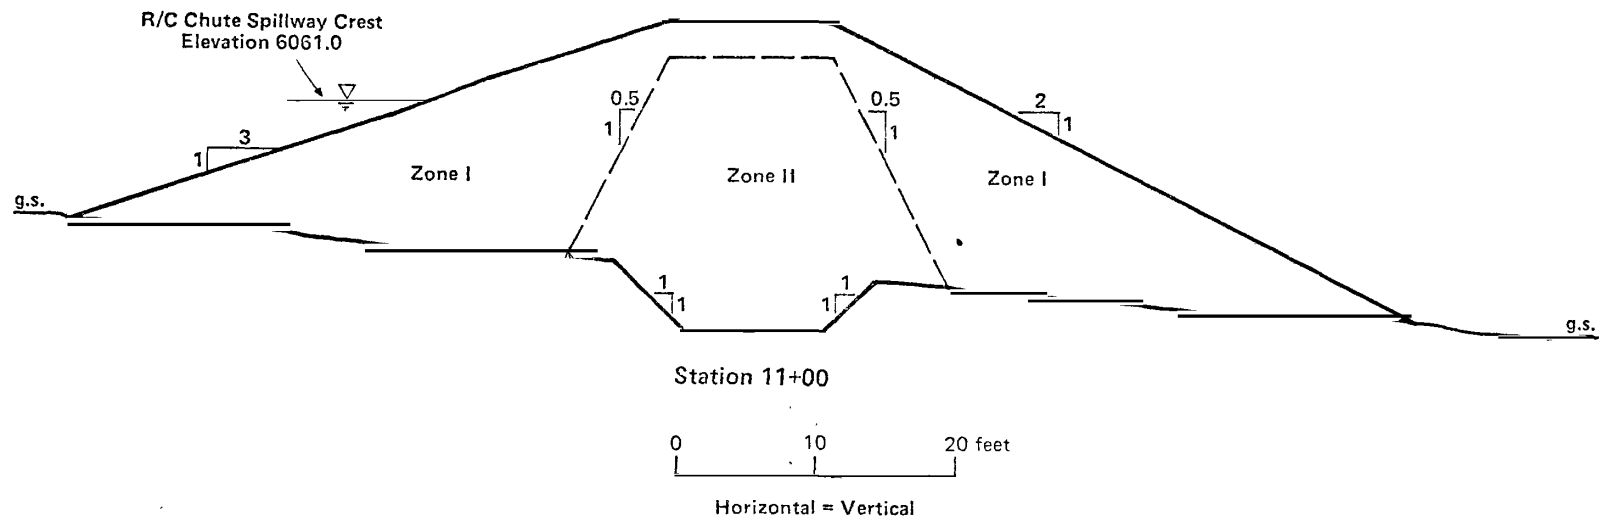 R/C Chute Spillway Crest
Elevation 6061.0
0.5
1
0.5
1
2
1
3
1
Zone I
Zone II
Zone I
g.s.
1
1
1
1
g.s.
Station 11+00
0 10 20 feet
Horizontal = Vertical